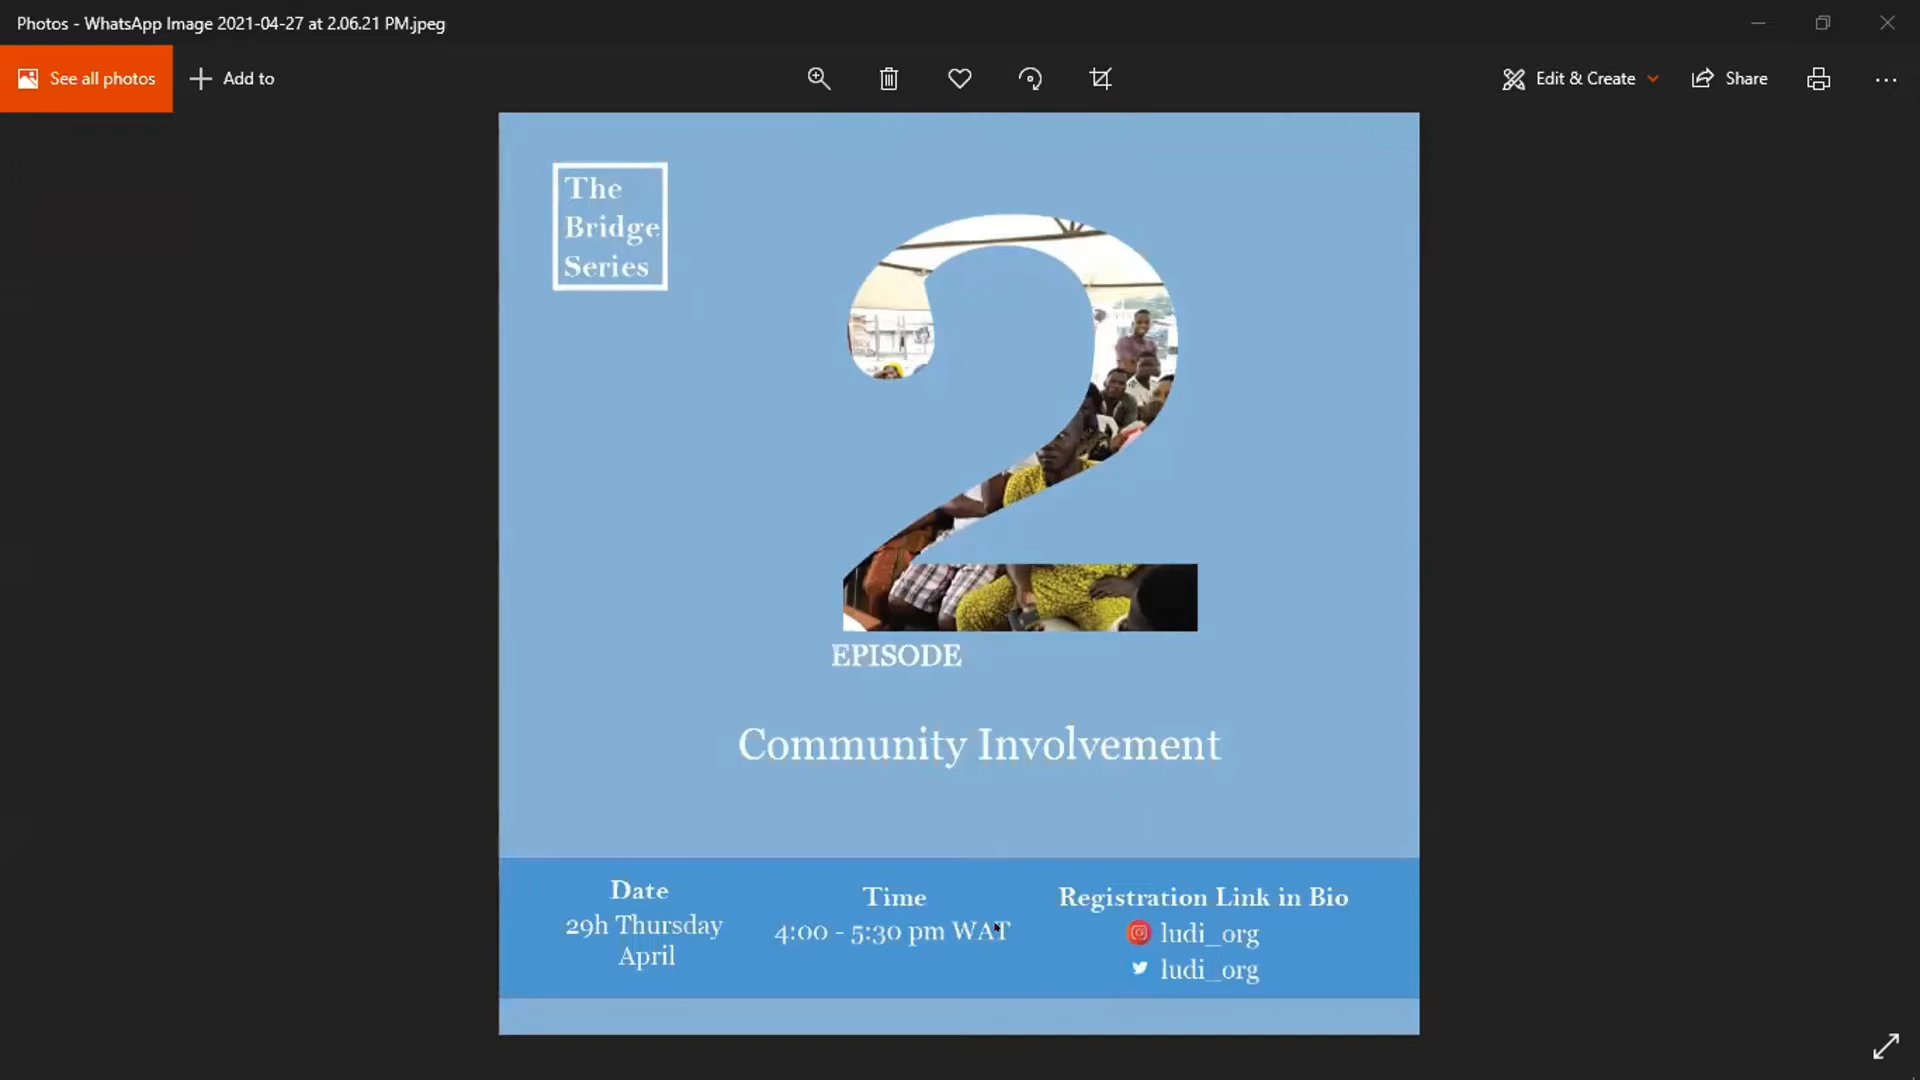 Photos - WhatsApp Image 2021-04-27 at 2.06.21 PM.jpeg
See all photos
Add to
Edit & Create
Share
The
Bridge
Series
2
EPISODE
Community Involvement
Date
29h Thursday
April
Time
4:00 - 5:30 pm WAT
Registration Link in Bio
ludi_org
ludi_org